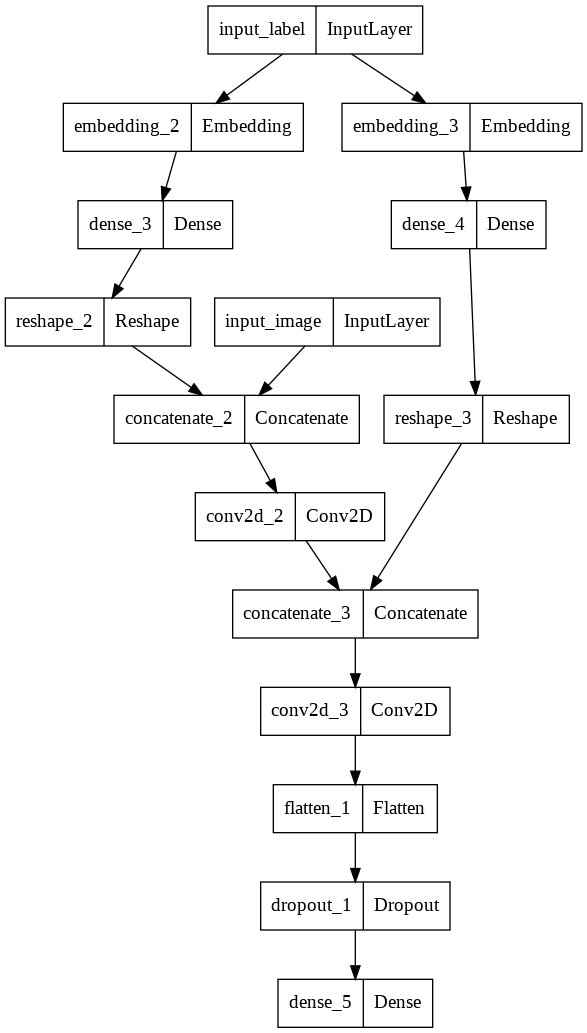 input_label InputLayer
embedding_2 Embedding
embedding_3 Embedding
dense_3 Dense
dense_4 Dense
reshape_2 Reshape
input_image InputLayer
concatenate_2 Concatenate
reshape_3 Reshape
conv2d_2 Conv2D
concatenate_3 Concatenate
conv2d_3 Conv2D
flatten_1 Flatten
dropout_1 Dropout
dense_5 Dense